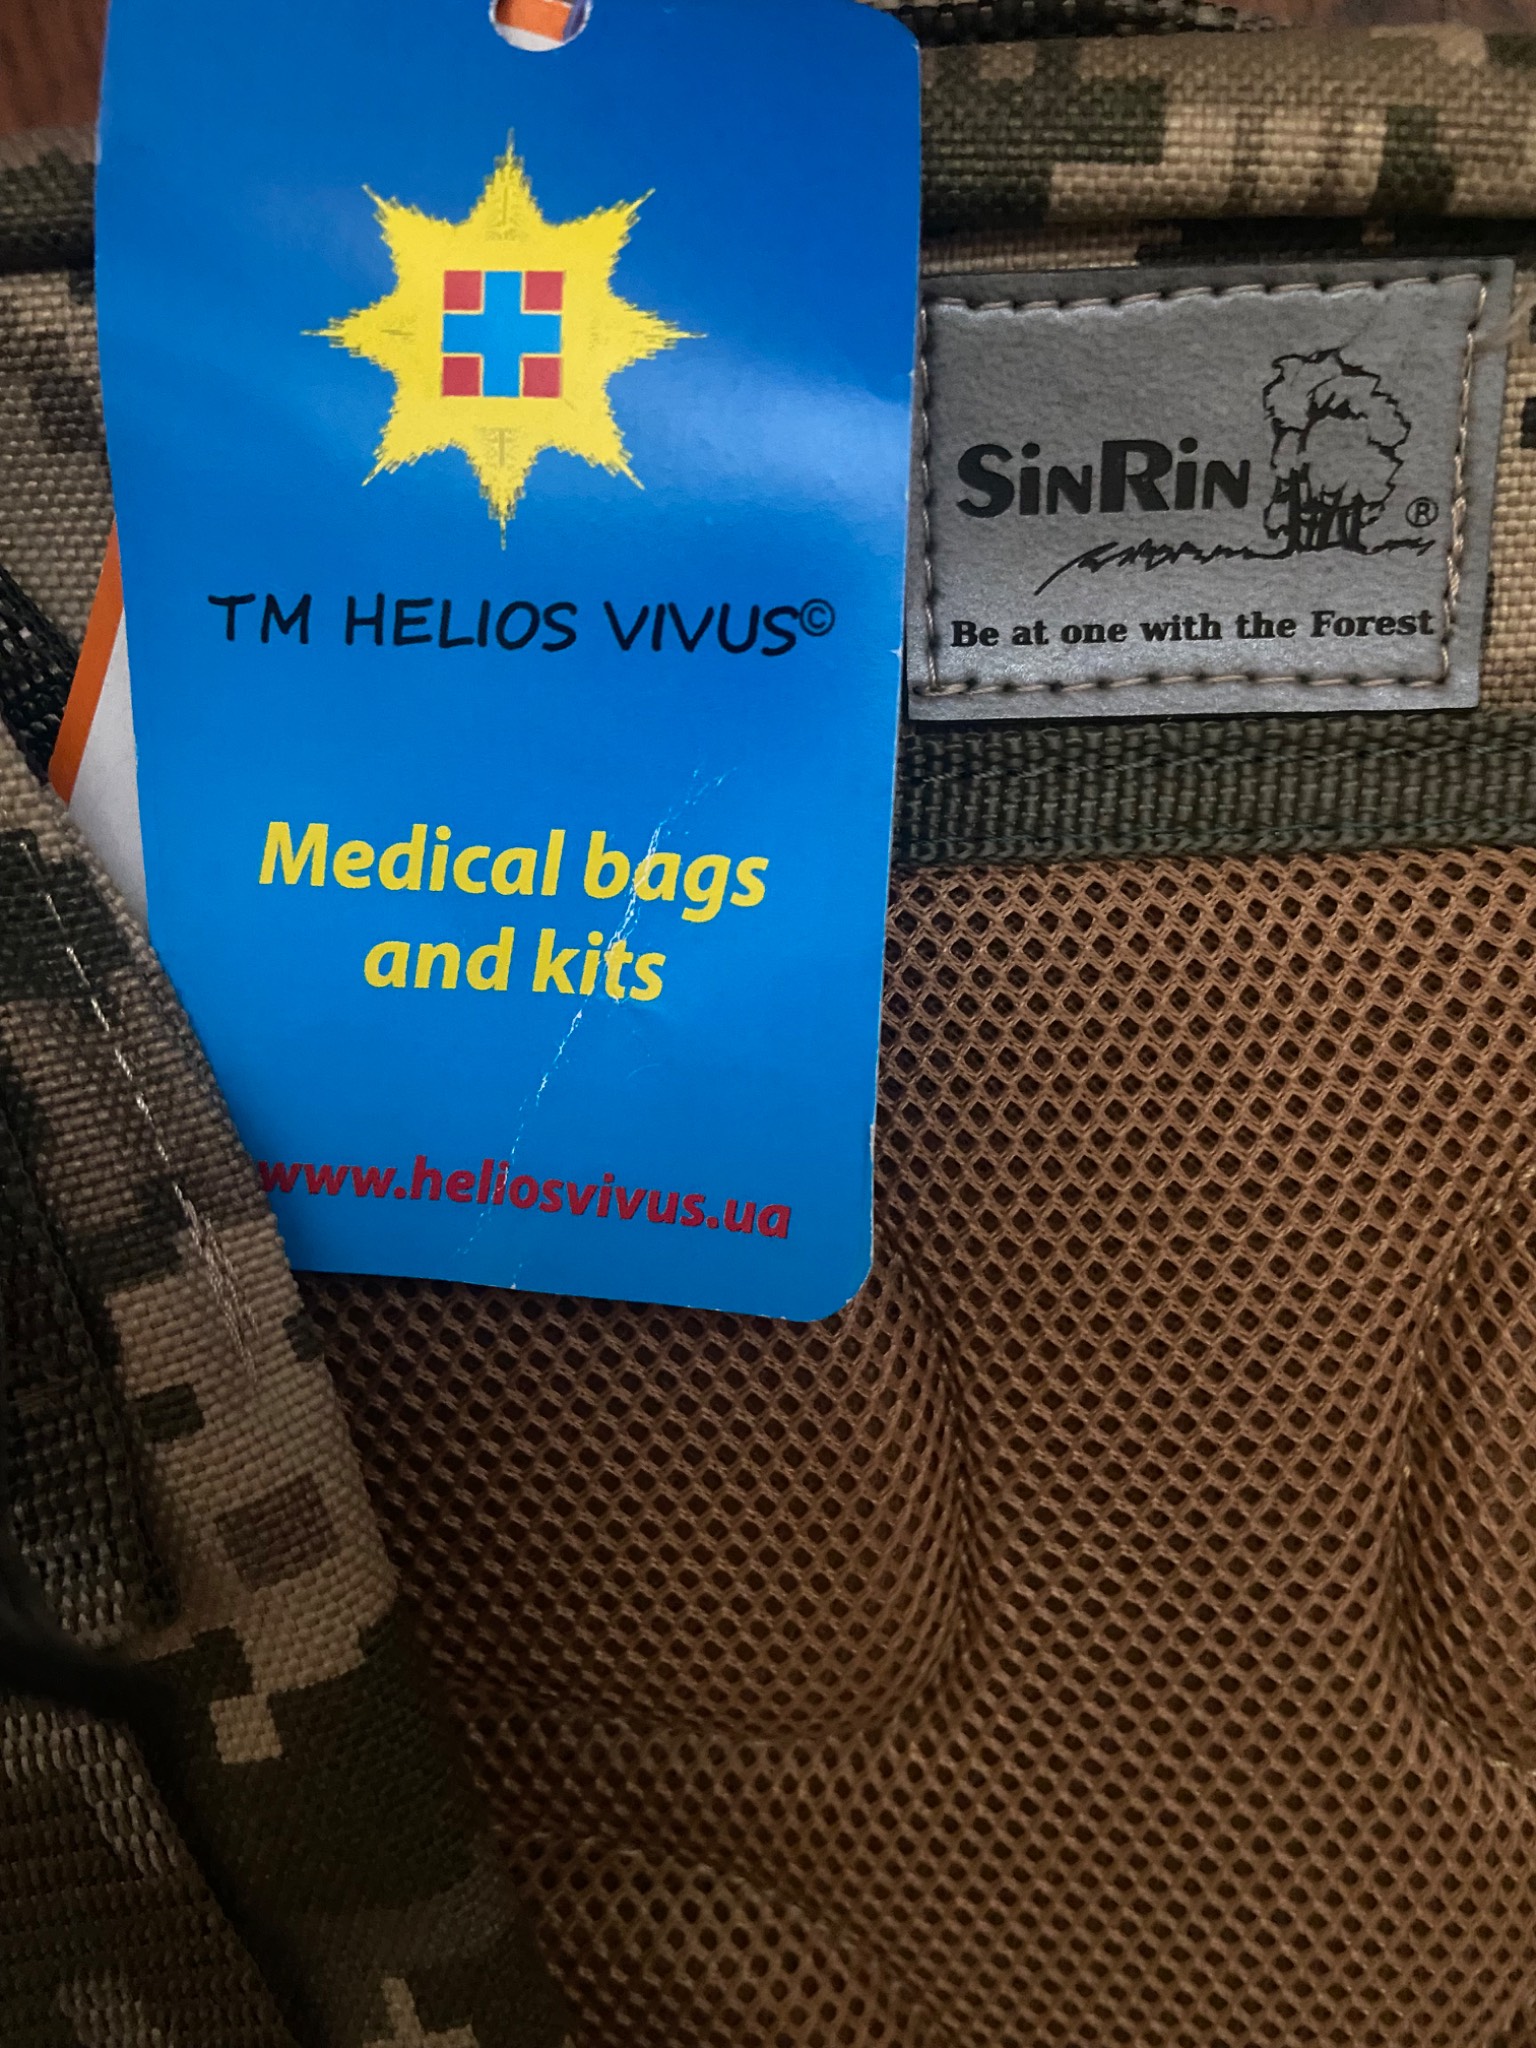 TM HELIOS VIVUS©
Medical bags
and kits
www.heliosvivus.ua
SinRin®
Be at one with the Forest